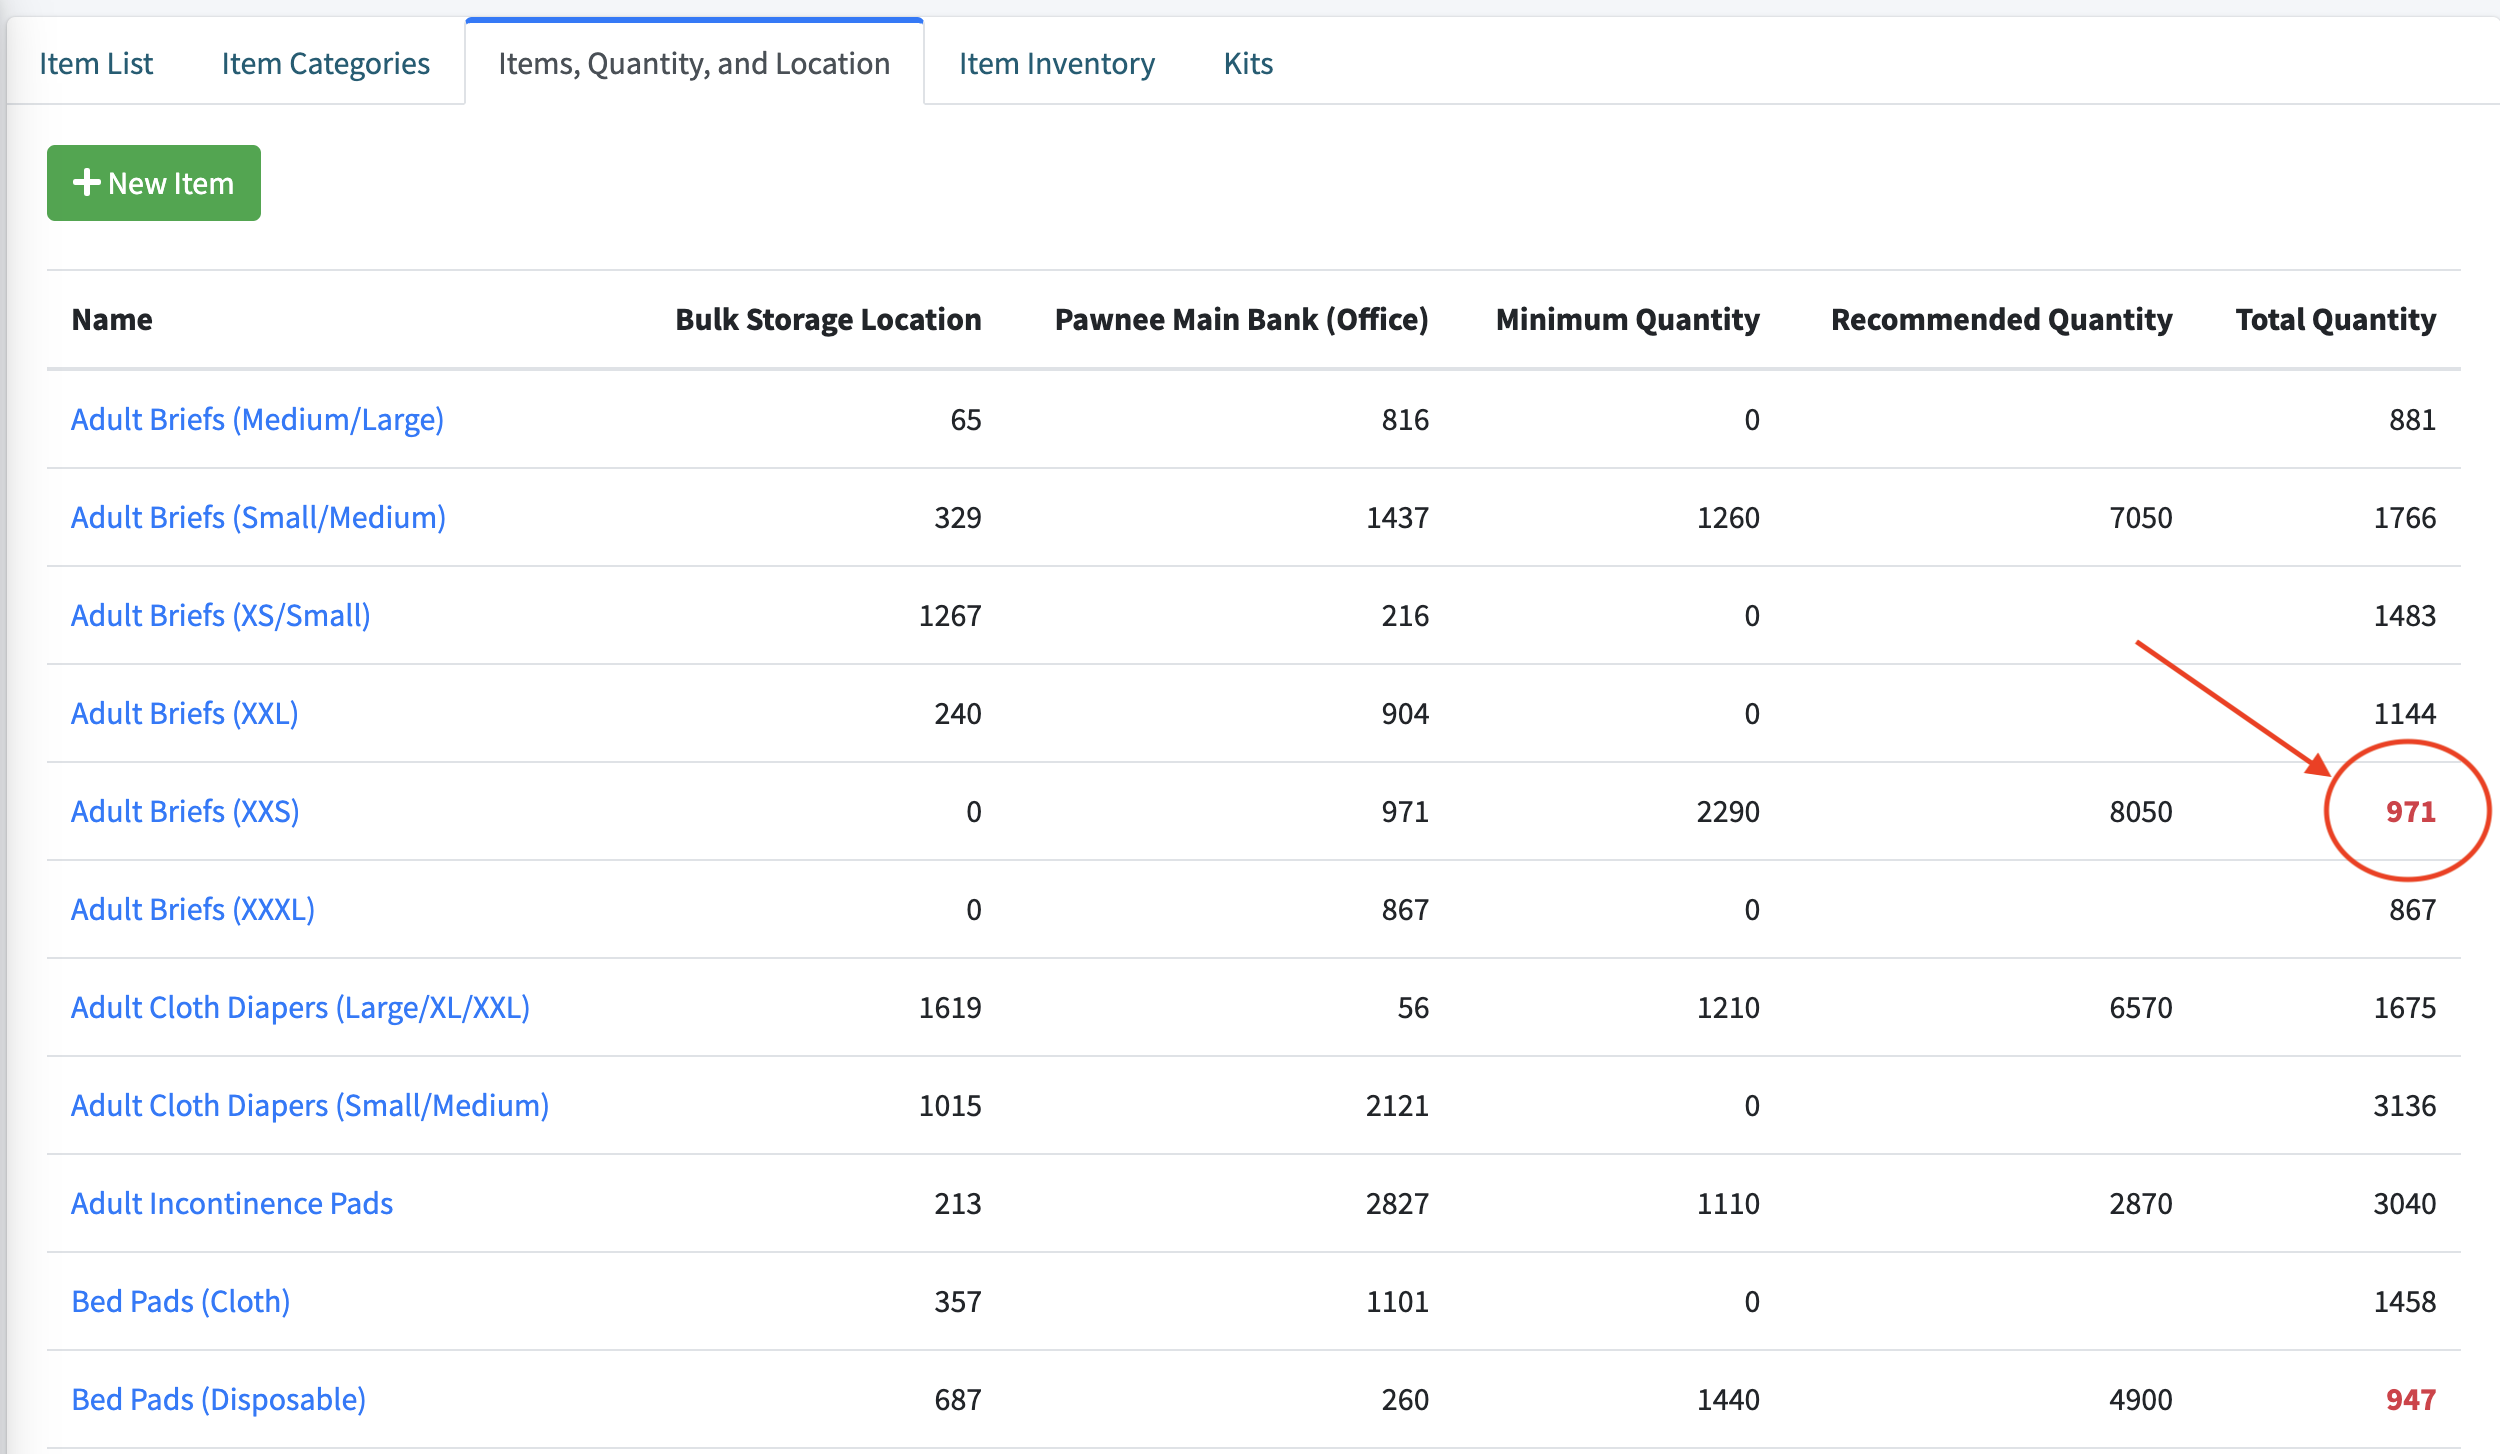 Item List Item Categories Items, Quantity, and Location Item Inventory Kits
New Item
Name Bulk Storage Location Pawnee Main Bank (Office) Minimum Quantity Recommended Quantity Total Quantity
Adult Briefs (Medium/Large) 65 816 0 881
Adult Briefs (Small/Medium) 329 1437 1260 7050 1766
Adult Briefs (XS/Small) 1267 216 0 1483
Adult Briefs (XXL) 240 904 0 1144
Adult Briefs (XXS) 0 971 2290 8050 971
Adult Briefs (XXXL) 0 867 0 867
Adult Cloth Diapers (Large/XL/XXL) 1619 56 1210 6570 1675
Adult Cloth Diapers (Small/Medium) 1015 2121 0 3136
Adult Incontinence Pads 213 2827 1110 2870 3040
Bed Pads (Cloth) 357 1101 0 1458
Bed Pads (Disposable) 687 260 1440 4900 947